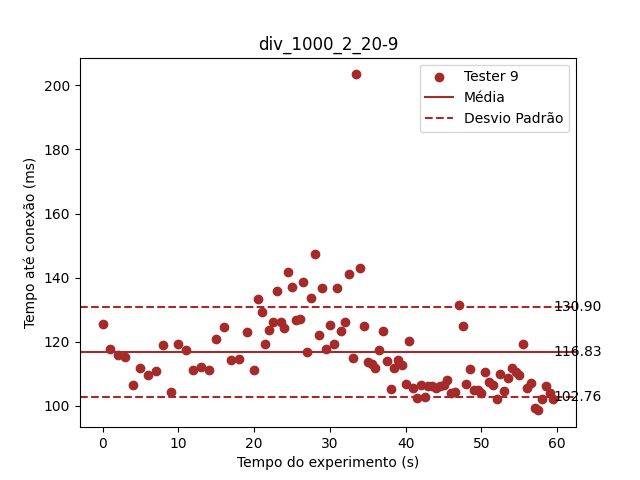 div_1000_2_20-9
Tester 9
Média
Desvio Padrão
Tempo até conexão (ms)
200
180
160
140
120
100
130.90
116.83
102.76
0 10 20 30 40 50 60
Tempo do experimento (s)